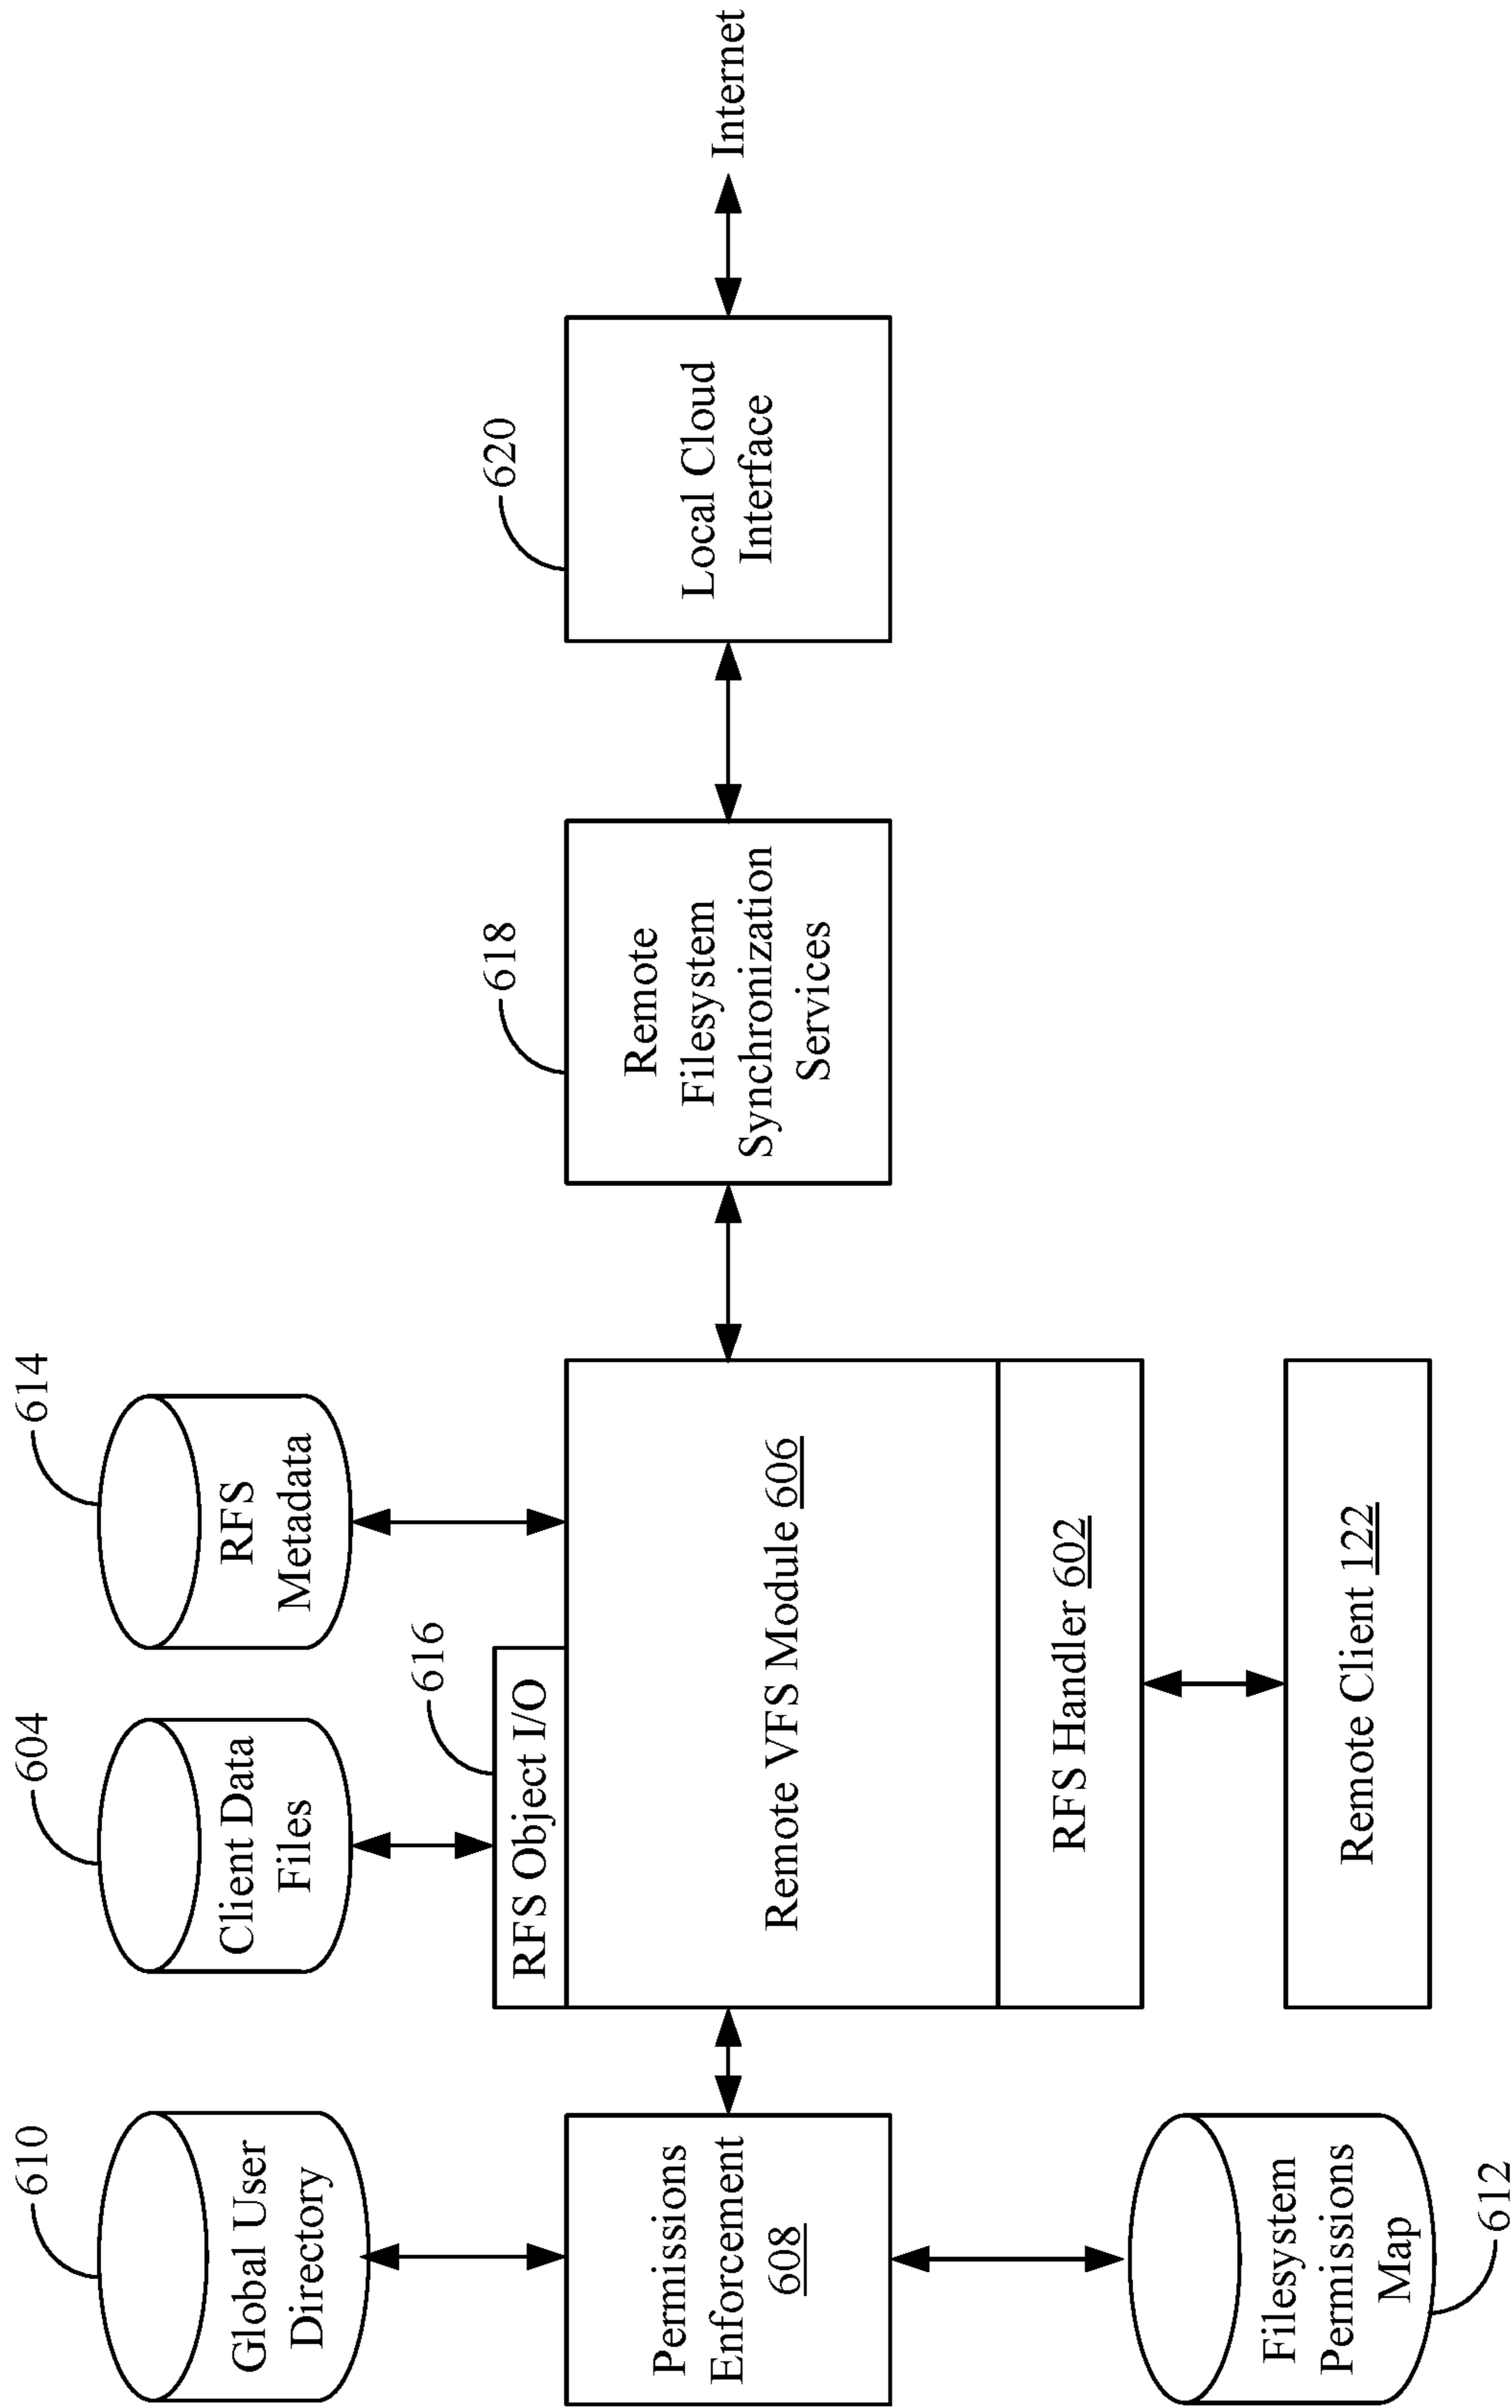 610
Global User
Directory
604
Client Data
Files
614
RFS
Metadata
616
RFS Object I/O
Permissions
Enforcement
608
Remote VFS Module 606
RFS Handler 602
618
Remote
Filesystem
Synchronization
Services
620
Local Cloud
Interface
Internet
Filesystem
Permissions
Map
612
Remote Client 122